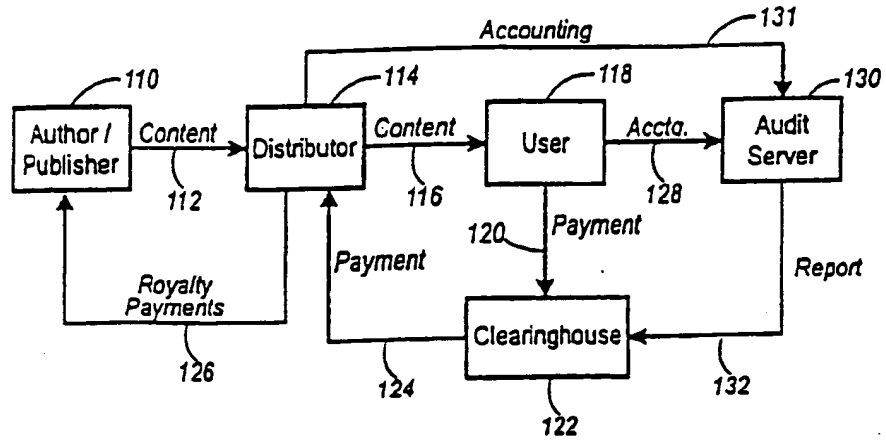 Accounting
131
110
114
118
130
Author /
Publisher
Content
112
Distributor
Content
116
User
Accta.
128
Audit
Server
120
Payment
Payment
Report
Royalty
Payments
126
124
Clearinghouse
122
132